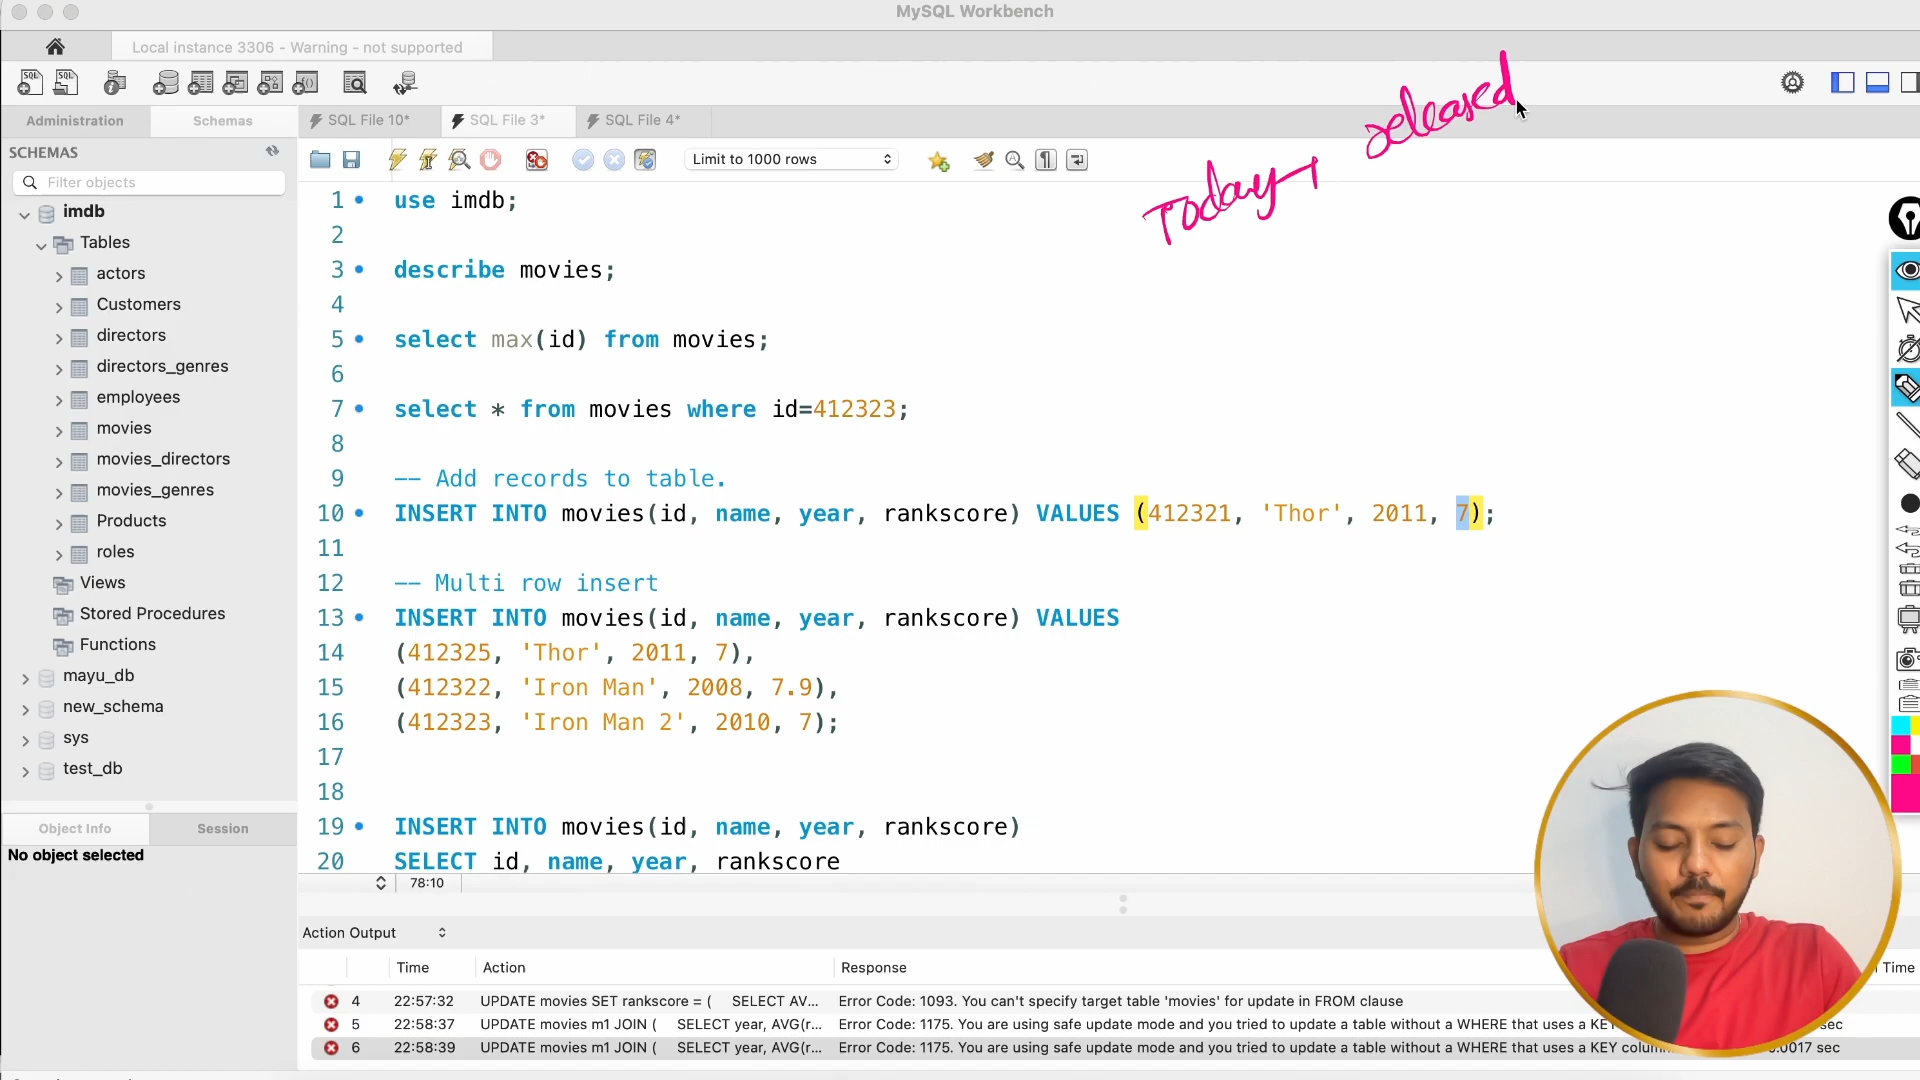 MySQL Workbench
Local instance 3306 - Warning - not supported
SQL SQL
Administration Schemas
SQL File 10* SQL File 3* SQL File 4*
Today → released
SCHEMAS
Filter objects
Limit to 1000 rows
imdb
Tables
actors
Customers
directors
directors_genres
employees
movies
movies_directors
movies_genres
Products
roles
Views
Stored Procedures
Functions
mayu_db
new_schema
sys
test_db
Object Info Session
No object selected
1 use imdb;
2
3 describe movies;
4
5 select max(id) from movies;
6
7 select * from movies where id=412323;
8
9 -- Add records to table.
10 INSERT INTO movies(id, name, year, rankscore) VALUES (412321, 'Thor', 2011, 7);
11
12 -- Multi row insert
13 INSERT INTO movies(id, name, year, rankscore) VALUES
14 (412325, 'Thor', 2011, 7),
15 (412322, 'Iron Man', 2008, 7.9),
16 (412323, 'Iron Man 2', 2010, 7);
17
18
19 INSERT INTO movies(id, name, year, rankscore)
20 SELECT id, name, year, rankscore
78:10
Action Output
Time Action Response Time
4 22:57:32 UPDATE movies SET rankscore = ( SELECT AV... Error Code: 1093. You can't specify target table 'movies' for update in FROM clause
5 22:58:37 UPDATE movies m1 JOIN ( SELECT year, AVG(r... Error Code: 1175. You are using safe update mode and you tried to update a table without a WHERE that uses a KEY sec
6 22:58:39 UPDATE movies m1 JOIN ( SELECT year, AVG(r... Error Code: 1175. You are using safe update mode and you tried to update a table without a WHERE that uses a KEY colum 0.0017 sec